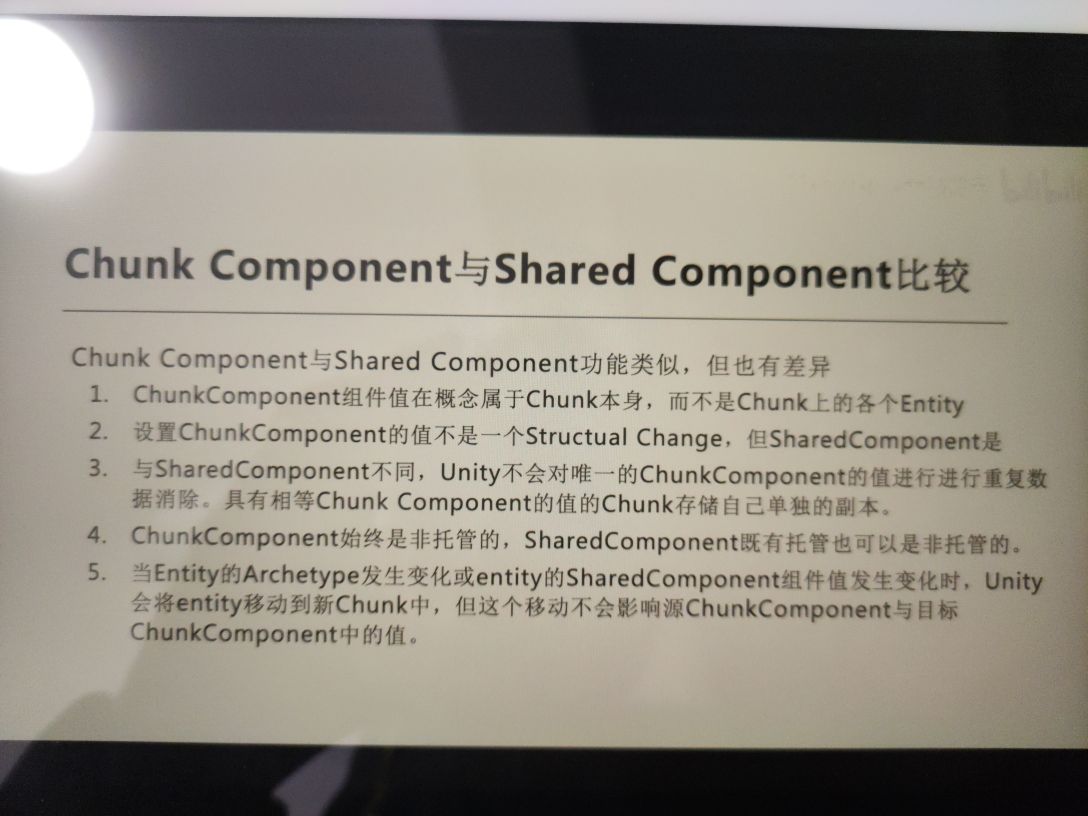 Chunk Component与Shared Component比较
Chunk Component与Shared Component功能类似，但也有差异
1. ChunkComponent组件值在概念属于Chunk本身，而不是Chunk上的各个Entity
2. 设置ChunkComponent的值不是一个Structual Change，但SharedComponent是
3. 与SharedComponent不同，Unity不会对唯一的ChunkComponent的值进行进行重复数
据消除。具有相等Chunk Component的值的Chunk存储自己单独的副本。
4. ChunkComponent始终是非托管的，SharedComponent既有托管也可以是非托管的。
5. 当Entity的Archetype发生变化或entity的SharedComponent组件值发生变化时，Unity
会将entity移动到新Chunk中，但这个移动不会影响源ChunkComponent与目标
ChunkComponent中的值。